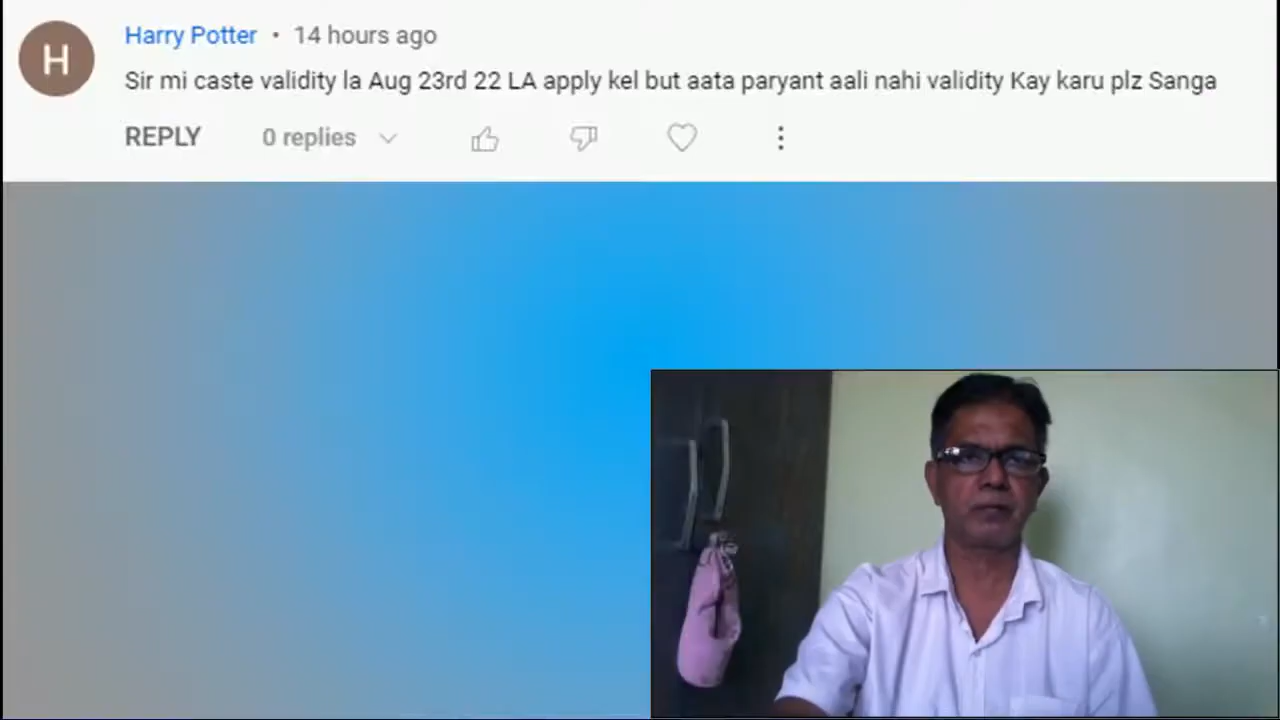 Harry Potter • 14 hours ago
Sir mi caste validity la Aug 23rd 22 LA apply kel but aata paryant aali nahi validity Kay karu plz Sanga
REPLY 0 replies